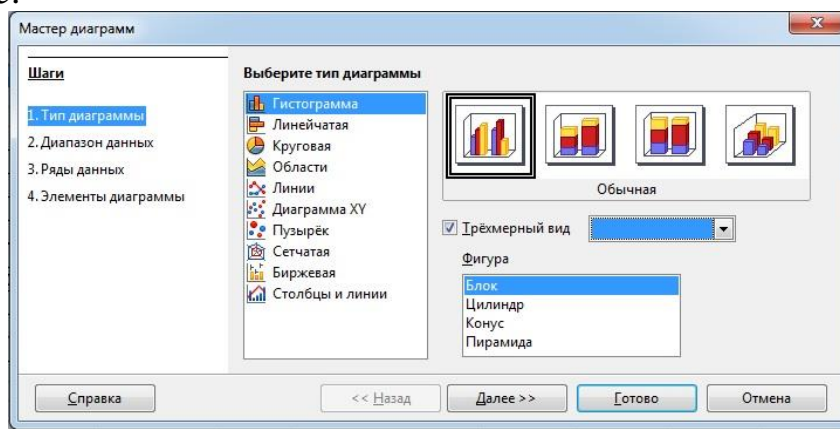 Мастер диаграмм
Шаги
1. Тип диаграммы
2. Диапазон данных
3. Ряды данных
4. Элементы диаграммы
Выберите тип диаграммы
Гистограмма
Линейчатая
Круговая
Области
Линии
Диаграмма XY
Пузырёк
Сетчатая
Биржевая
Столбцы и линии
Обычная
Трёхмерный вид
Фигура
Блок
Цилиндр
Конус
Пирамида
Справка
<< Назад
Далее >>
Готово
Отмена